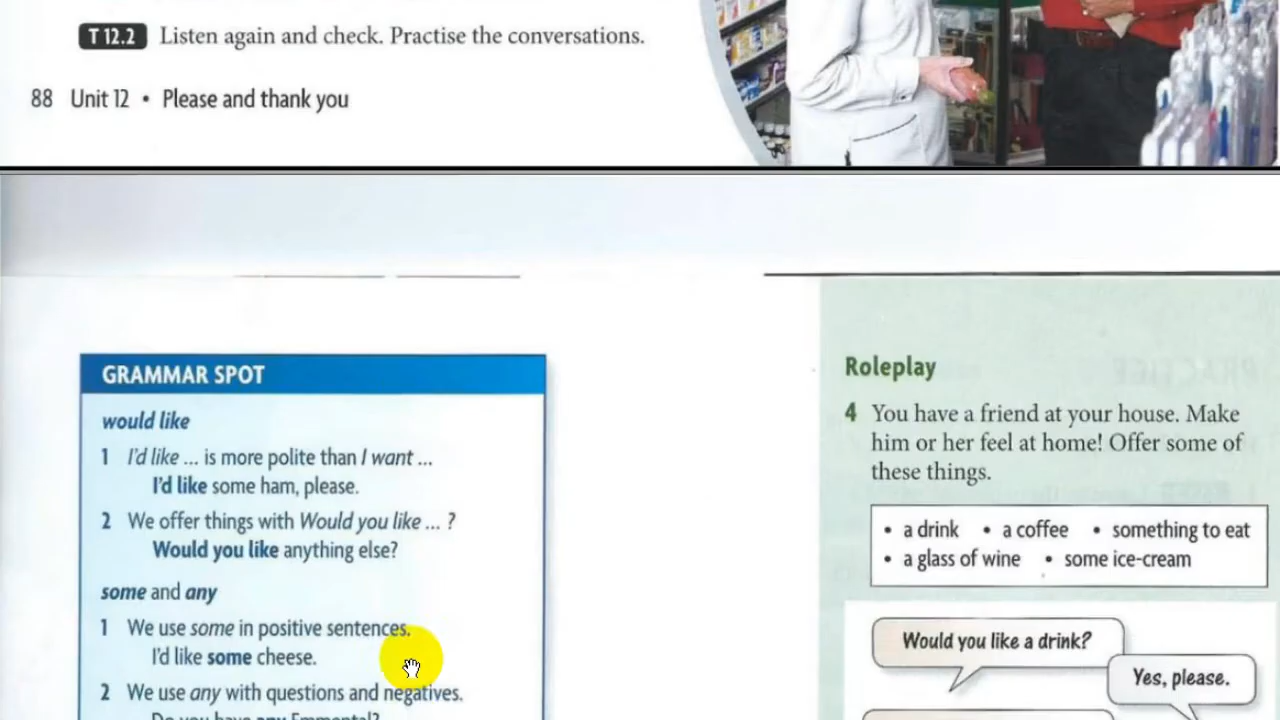 T 12.2 Listen again and check. Practise the conversations.
88 Unit 12 • Please and thank you
GRAMMAR SPOT
would like
1 I'd like ... is more polite than I want ...
I'd like some ham, please.
2 We offer things with Would you like ... ?
Would you like anything else?
some and any
1 We use some in positive sentences.
I'd like some cheese.
2 We use any with questions and negatives.
Do you have any Emmental?
Roleplay
4 You have a friend at your house. Make
him or her feel at home! Offer some of
these things.
• a drink • a coffee • something to eat
• a glass of wine • some ice-cream
Would you like a drink?
Yes, please.